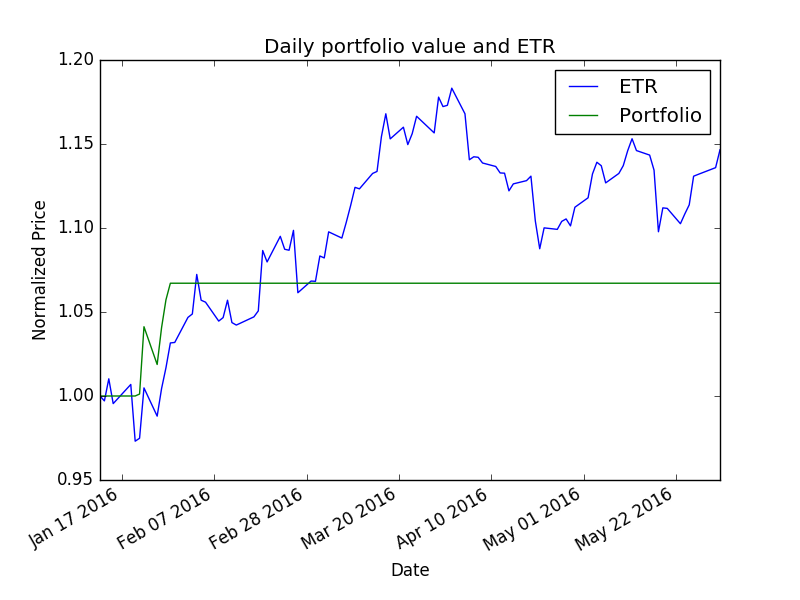 Daily portfolio value and ETR
1.20
1.15
1.10
1.05
1.00
0.95
Normalized Price
ETR
Portfolio
Jan 17 2016
Feb 07 2016
Feb 28 2016
Mar 20 2016
Apr 10 2016
May 01 2016
May 22 2016
Date